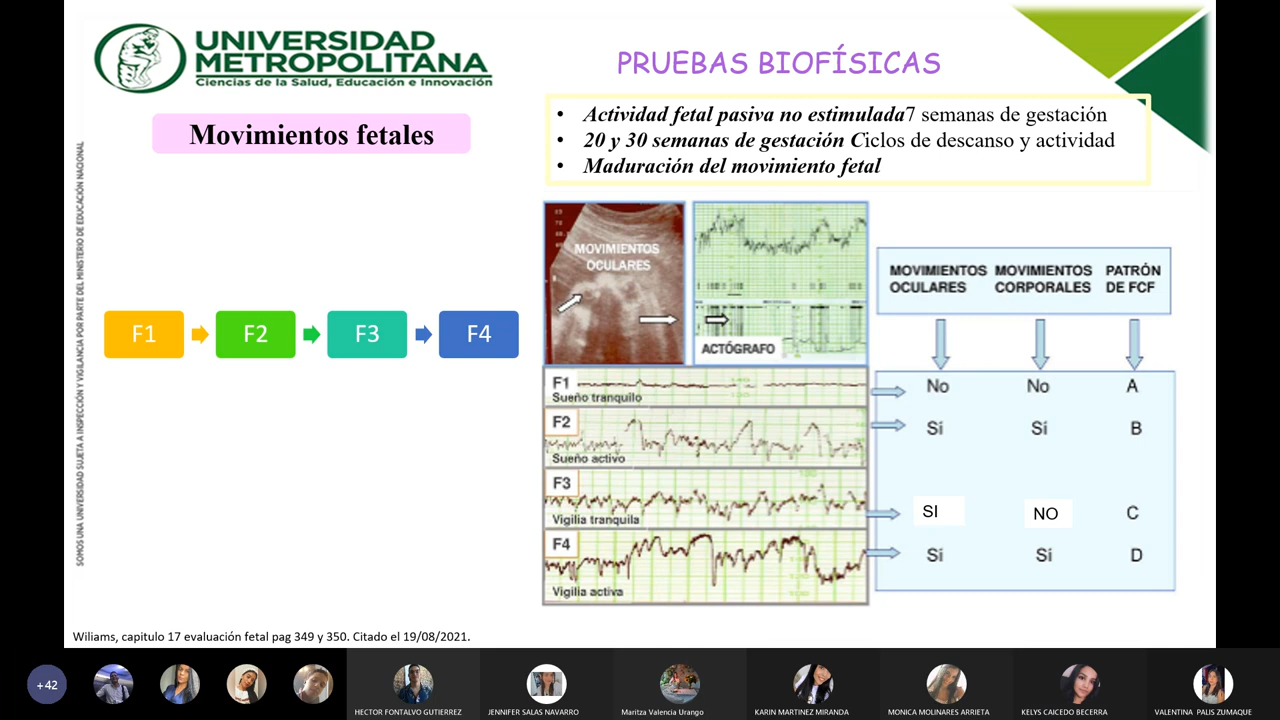 UNIVERSIDAD
METROPOLITANA
Ciencias de la Salud, Educación e Innovación
PRUEBAS BIOFÍSICAS
Movimientos fetales
• Actividad fetal pasiva no estimulada7 semanas de gestación
• 20 y 30 semanas de gestación Ciclos de descanso y actividad
• Maduración del movimiento fetal
SOMOS UNA UNIVERSIDAD SUJETA A INSPECCIÓN Y VIGILANCIA POR PARTE DEL MINISTERIO DE EDUCACIÓN NACIONAL
F1
F2
F3
F4
MOVIMIENTOS
OCULARES
ACTÓGRAFO
MOVIMIENTOS MOVIMIENTOS PATRÓN
OCULARES CORPORALES DE FCF
F1
Sueño tranquilo
No No A
F2
Sueño activo
Sí Sí B
F3
Vigilia tranquila
SI NO C
F4
Vigilia activa
Sí Sí D
Wiliams, capitulo 17 evaluación fetal pag 349 y 350. Citado el 19/08/2021.
+42
HECTOR FONTALVO GUTIERREZ
JENNIFER SALAS NAVARRO
Maritza Valencia Urango
KARIN MARTINEZ MIRANDA
MONICA MOLINARES ARRIETA
KELYS CAICEDO BECERRA
VALENTINA PALIS ZUMAQUE